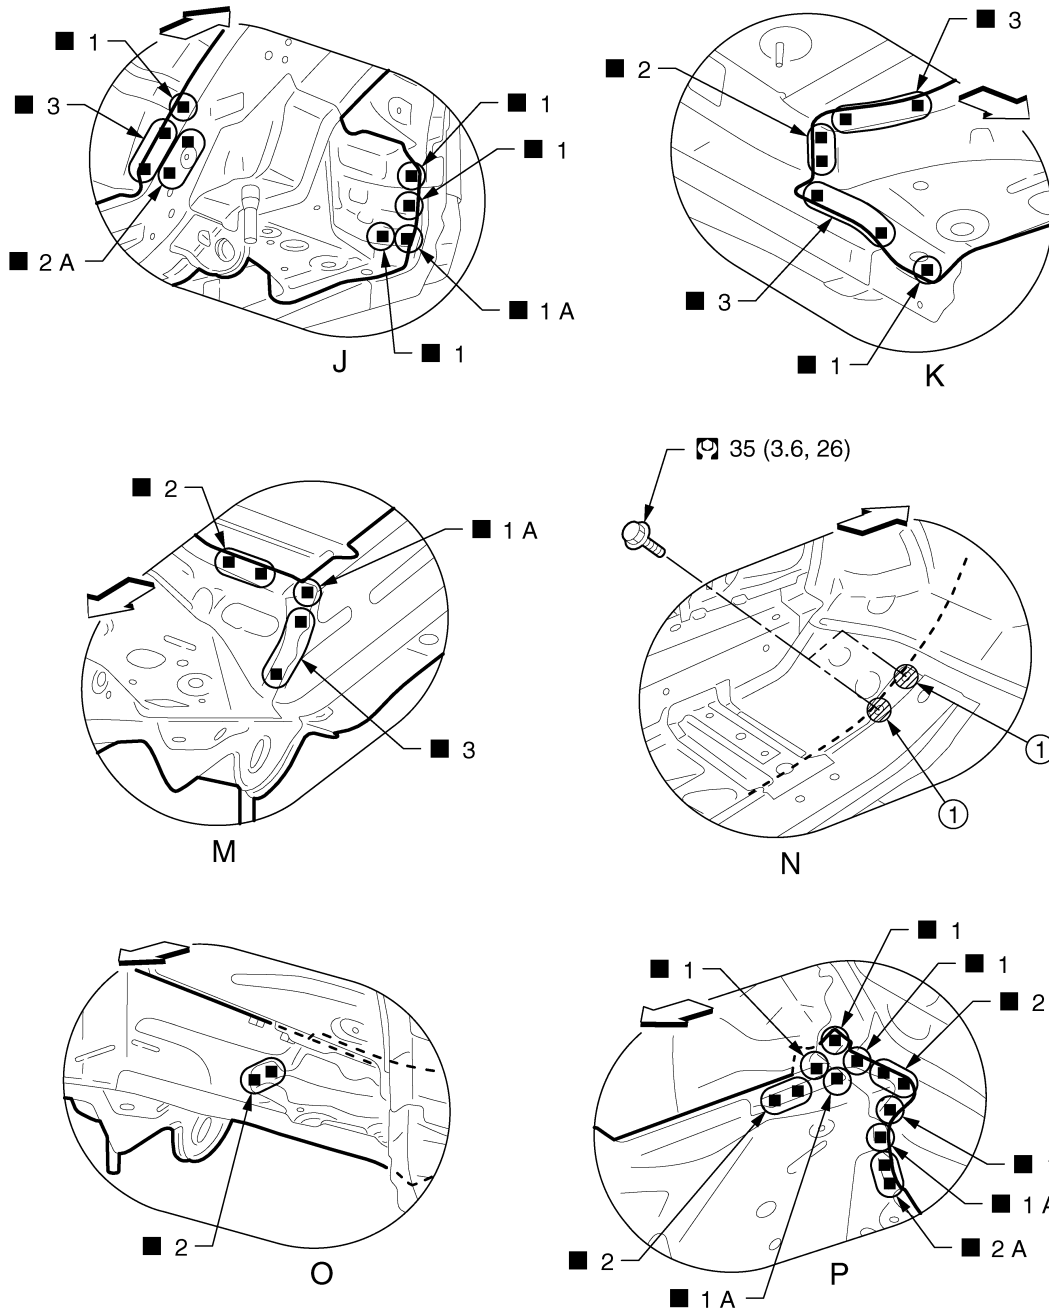 ■ 1
■ 3
■ 2 A
■ 1
■ 1
■ 1 A
■ 1
J
■ 3
■ 2
■ 3
■ 1
K
■ 2
■ 1 A
■ 3
M
35 (3.6, 26)
1
1
N
■ 2
O
■ 1
■ 1
■ 1
■ 2
■
■ 1 A
■ 2 A
■ 2
■ 1 A
P